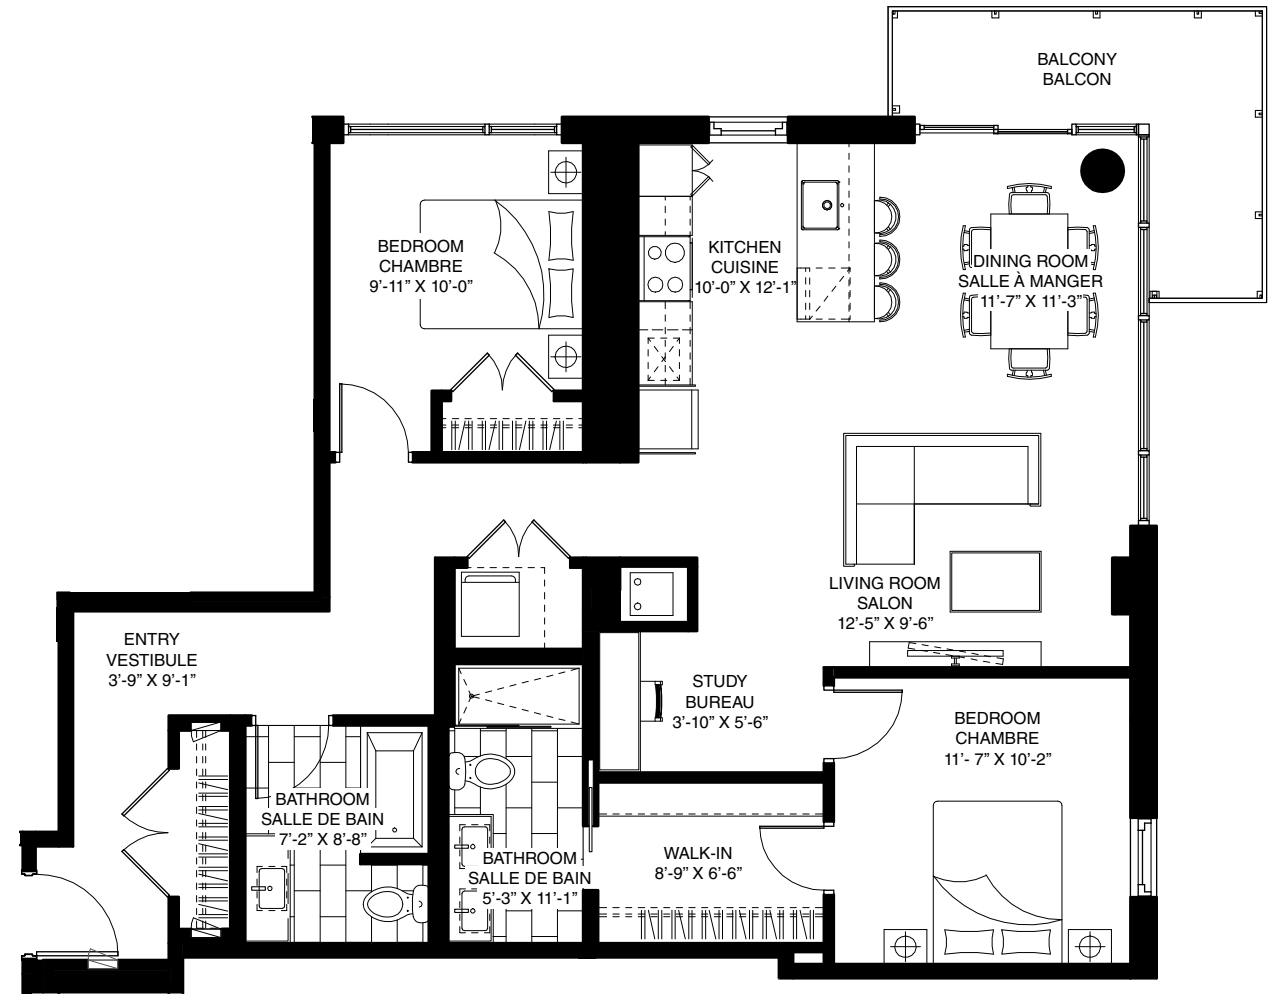 BALCONY
BALCON
BEDROOM
CHAMBRE
9'-11” X 10'-0”
KITCHEN
CUISINE
10'-0” X 12'-1”
DINING ROOM
SALLE À MANGER
11'-7” X 11'-3”
LIVING ROOM
SALON
12'-5” X 9'-6”
ENTRY
VESTIBULE
3'-9” X 9'-1”
STUDY
BUREAU
3'-10” X 5'-6”
BEDROOM
CHAMBRE
11'- 7” X 10'-2”
BATHROOM
SALLE DE BAIN
7'-2” X 8'-8”
BATHROOM
SALLE DE BAIN
5'-3” X 11'-1”
WALK-IN
8'-9” X 6'-6”